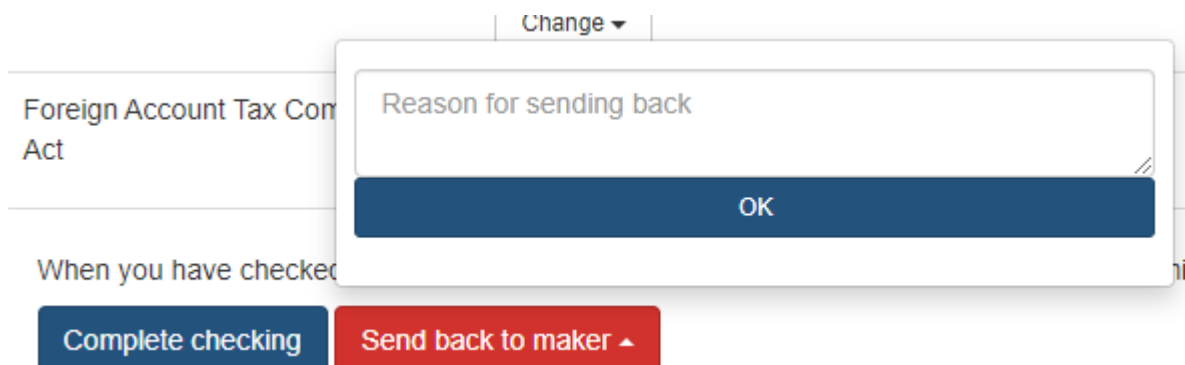 Change
Reason for sending back
Foreign Account Tax Com
Act
OK
When you have checked
Complete checking
Send back to maker